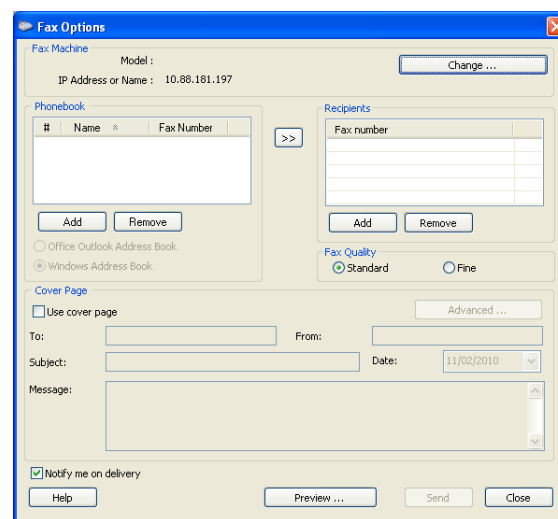 Fax Options
Fax Machine
Model :
Change ...
IP Address or Name : 10.88.181.197
Phonebook
Recipients
# Name Fax Number
Fax number
>>
Add Remove
Add Remove
Office Outlook Address Book
Windows Address Book
Fax Quality
Standard Fine
Cover Page
Use cover page
Advanced ...
To: From:
Subject: Date: 11/02/2010
Message:
Notify me on delivery
Help Preview ... Send Close